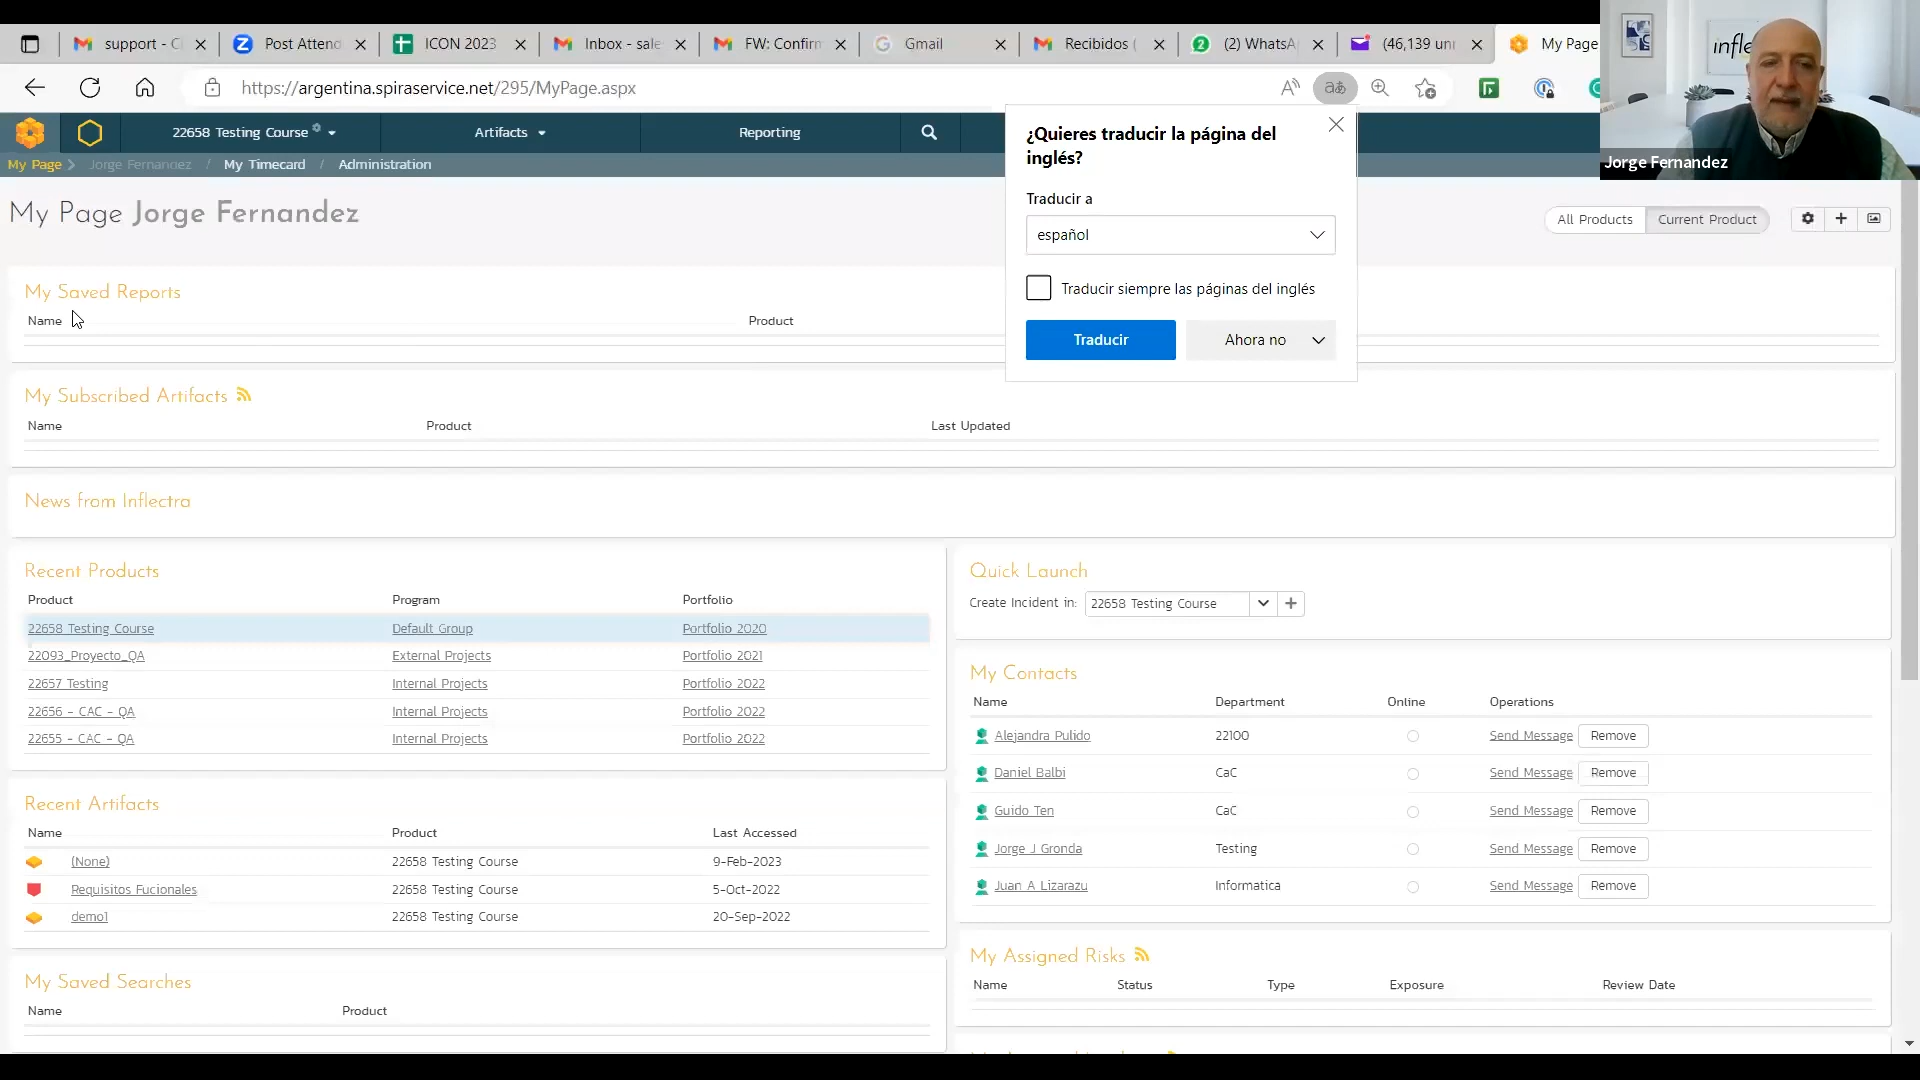 support - C
Post Attend
ICON 2023
Inbox - sale
FW: Confirm
Gmail
Recibidos (
(2) WhatsA
(46,139 unr
My Page
https://argentina.spiraservice.net/295/MyPage.aspx
22658 Testing Course
Artifacts
Reporting
My Page
Jorge Fernandez / My Timecard / Administration
My Page Jorge Fernandez
All Products
Current Product
¿Quieres traducir la página del
inglés?
Traducir a
español
Traducir siempre las páginas del inglés
Traducir
Ahora no
infle
Jorge Fernandez
My Saved Reports
Name Product
My Subscribed Artifacts
Name Product Last Updated
News from Inflectra
Recent Products
Product Program Portfolio
22658 Testing Course Default Group Portfolio 2020
22093_Proyecto_QA External Projects Portfolio 2021
22657 Testing Internal Projects Portfolio 2022
22656 - CAC - QA Internal Projects Portfolio 2022
22655 - CAC - QA Internal Projects Portfolio 2022
Recent Artifacts
Name Product Last Accessed
(None) 22658 Testing Course 9-Feb-2023
Requisitos Fucionales 22658 Testing Course 5-Oct-2022
demo1 22658 Testing Course 20-Sep-2022
My Saved Searches
Name Product
Quick Launch
Create Incident in: 22658 Testing Course
My Contacts
Name Department Online Operations
Alejandra Pulido 22100 Send Message Remove
Daniel Balbi CaC Send Message Remove
Guido Ten CaC Send Message Remove
Jorge J Gronda Testing Send Message Remove
Juan A Lizarazu Informatica Send Message Remove
My Assigned Risks
Name Status Type Exposure Review Date